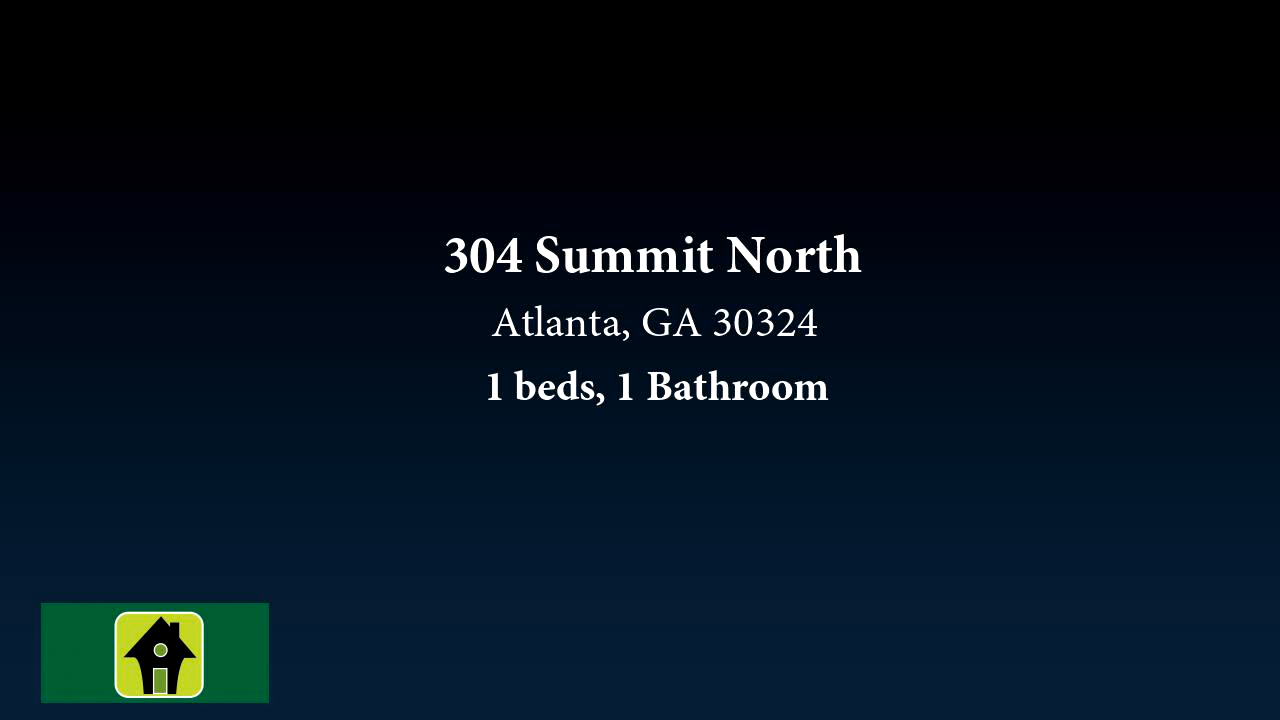 304 Summit North
Atlanta, GA 30324
1 beds, 1 Bathroom